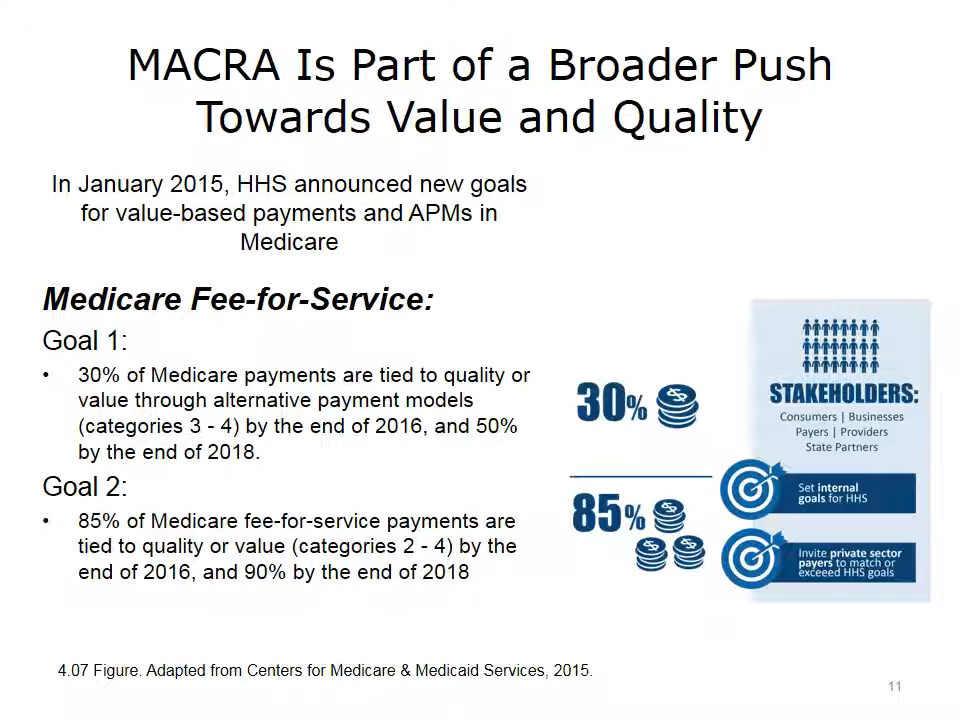 MACRA Is Part of a Broader Push
Towards Value and Quality
In January 2015, HHS announced new goals
for value-based payments and APMs in
Medicare
Medicare Fee-for-Service:
Goal 1:
• 30% of Medicare payments are tied to quality or
value through alternative payment models
(categories 3 - 4) by the end of 2016, and 50%
by the end of 2018.
Goal 2:
• 85% of Medicare fee-for-service payments are
tied to quality or value (categories 2 - 4) by the
end of 2016, and 90% by the end of 2018
30%
85%
STAKEHOLDERS:
Consumers | Businesses
Payers | Providers
State Partners
Set internal
goals for HHS
Invite private sector
payers to match or
exceeed HHS goals
4.07 Figure. Adapted from Centers for Medicare & Medicaid Services, 2015.
11